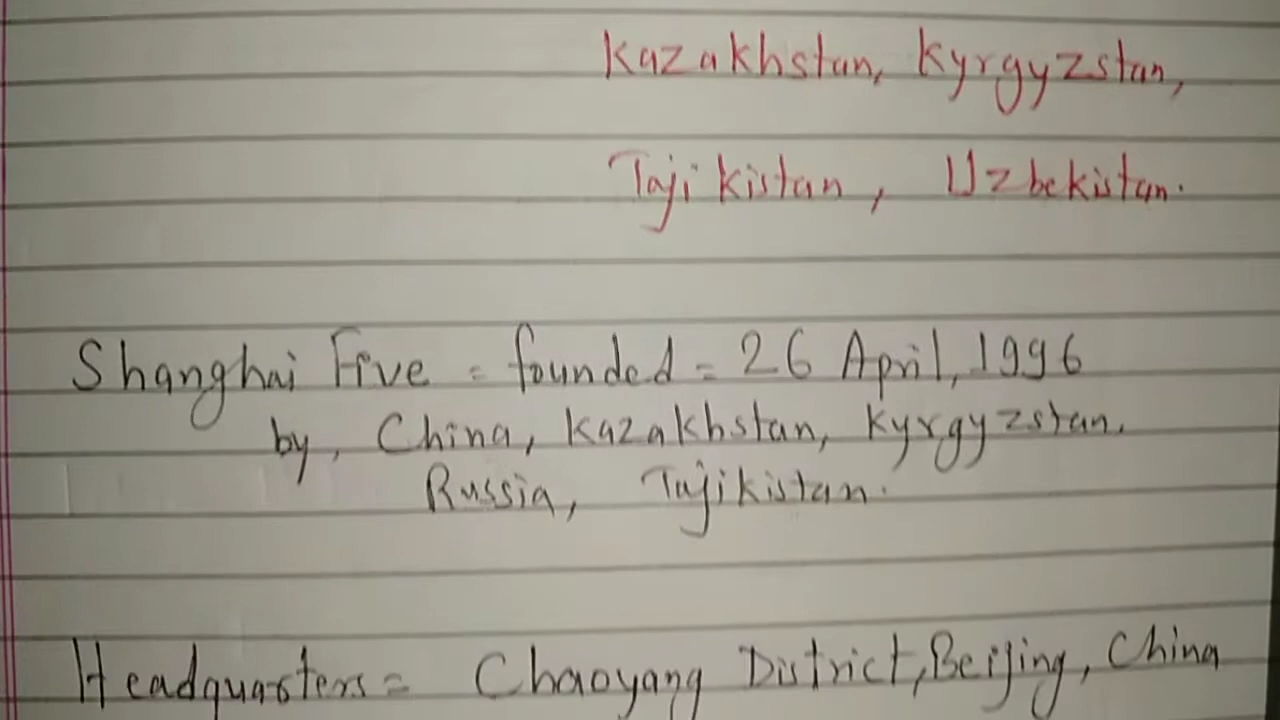 Kazakhstan, Kyrgyzstan,
Tajikistan, Uzbekistan.
Shanghai Five = founded = 26 April, 1996
by, China, Kazakhstan, Kyrgyzstan,
Russia, Tajikistan.
Headquarters = Chaoyang District, Beijing, China